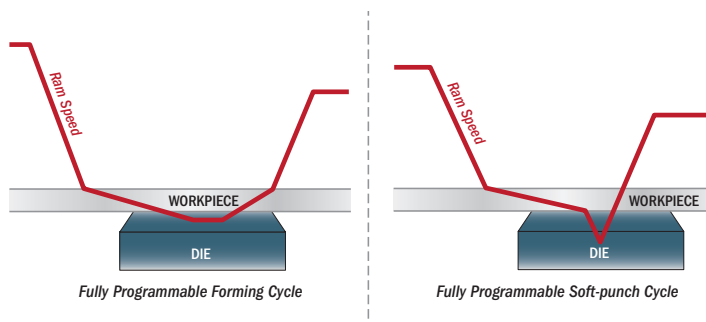 Ram Speed
WORKPIECE
DIE
Fully Programmable Forming Cycle
Ram Speed
WORKPIECE
DIE
Fully Programmable Soft-punch Cycle